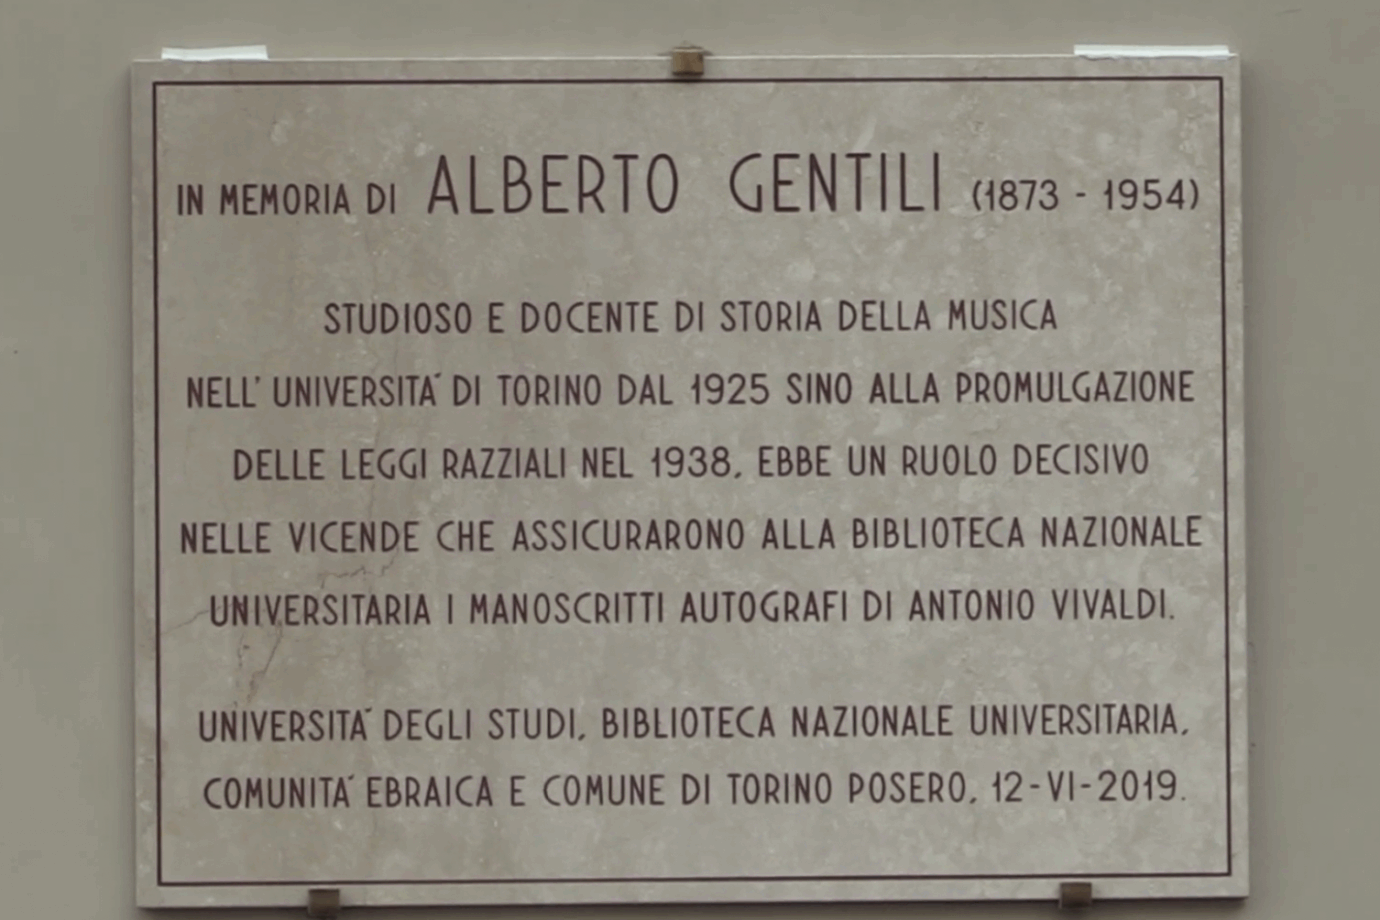 IN MEMORIA DI ALBERTO GENTILI (1873 - 1954)
STUDIOSO E DOCENTE DI STORIA DELLA MUSICA
NELL' UNIVERSITA' DI TORINO DAL 1925 SINO ALLA PROMULGAZIONE
DELLE LEGGI RAZZIALI NEL 1938, EBBE UN RUOLO DECISIVO
NELLE VICENDE CHE ASSICURARONO ALLA BIBLIOTECA NAZIONALE
UNIVERSITARIA I MANOSCRITTI AUTOGRAFI DI ANTONIO VIVALDI.
UNIVERSITA' DEGLI STUDI, BIBLIOTECA NAZIONALE UNIVERSITARIA,
COMUNITA' EBRAICA E COMUNE DI TORINO POSERO, 12-VI-2019.